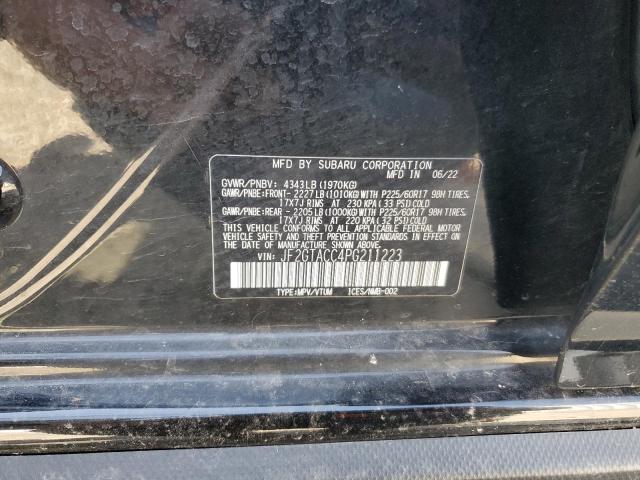 MFD BY SUBARU CORPORATION
MFD IN 06/22
GVWR/PNBV: 4343LB (1970KG)
GAWR/PNBE:FRONT- 2227LB (1010KG) WITH P225/60R17 98H TIRES,
17X7J RIMS AT 230 KPA (33 PSI) COLD
GAWR/PNBE:REAR - 2205LB (1000KG) WITH P225/60R17 98H TIRES,
17X7J RIMS AT 220 KPA (32 PSI) COLD
THIS VEHICLE CONFORMS TO ALL APPLICABLE FEDERAL MOTOR
VEHICLE SAFETY STANDARDS IN EFFECT ON THE DATE OF
MANUFACTURE SHOWN ABOVE.
VIN: JF2GTACC4PG211223
TYPE:MPV/VTUM ICES/NMB-002